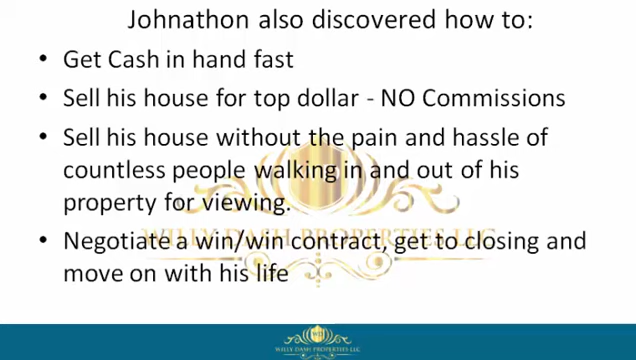 Johnathon also discovered how to:
• Get Cash in hand fast
• Sell his house for top dollar - NO Commissions
• Sell his house without the pain and hassle of
countless people walking in and out of his
property for viewing.
WILLY DASH PROPERTIES LLC
• Negotiate a win/win contract, get to closing and
move on with his life
WILLY DASH PROPERTIES LLC